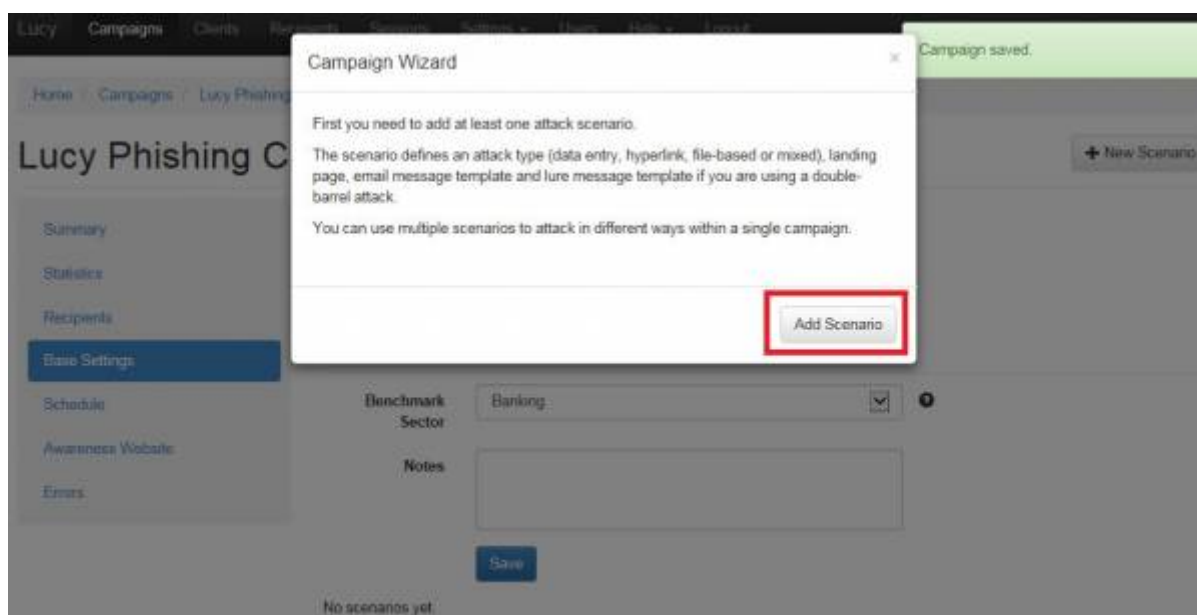 Lucy Campaigns Clients Recipients Scenarios Settings Users Help Logout
Campaign Wizard ×
Campaign saved.
Home / Campaigns / Lucy Phishing
First you need to add at least one attack scenario.
Lucy Phishing C
+ New Scenario
The scenario defines an attack type (data entry, hyperlink, file-based or mixed), landing
page, email message template and lure message template if you are using a double-
barrel attack.
You can use multiple scenarios to attack in different ways within a single campaign.
Summary
Statistics
Recipients
Add Scenario
Base Settings
Schedule
Benchmark
Sector
Banking
Awareness Website
Notes
Errors
Save
No scenarios yet.